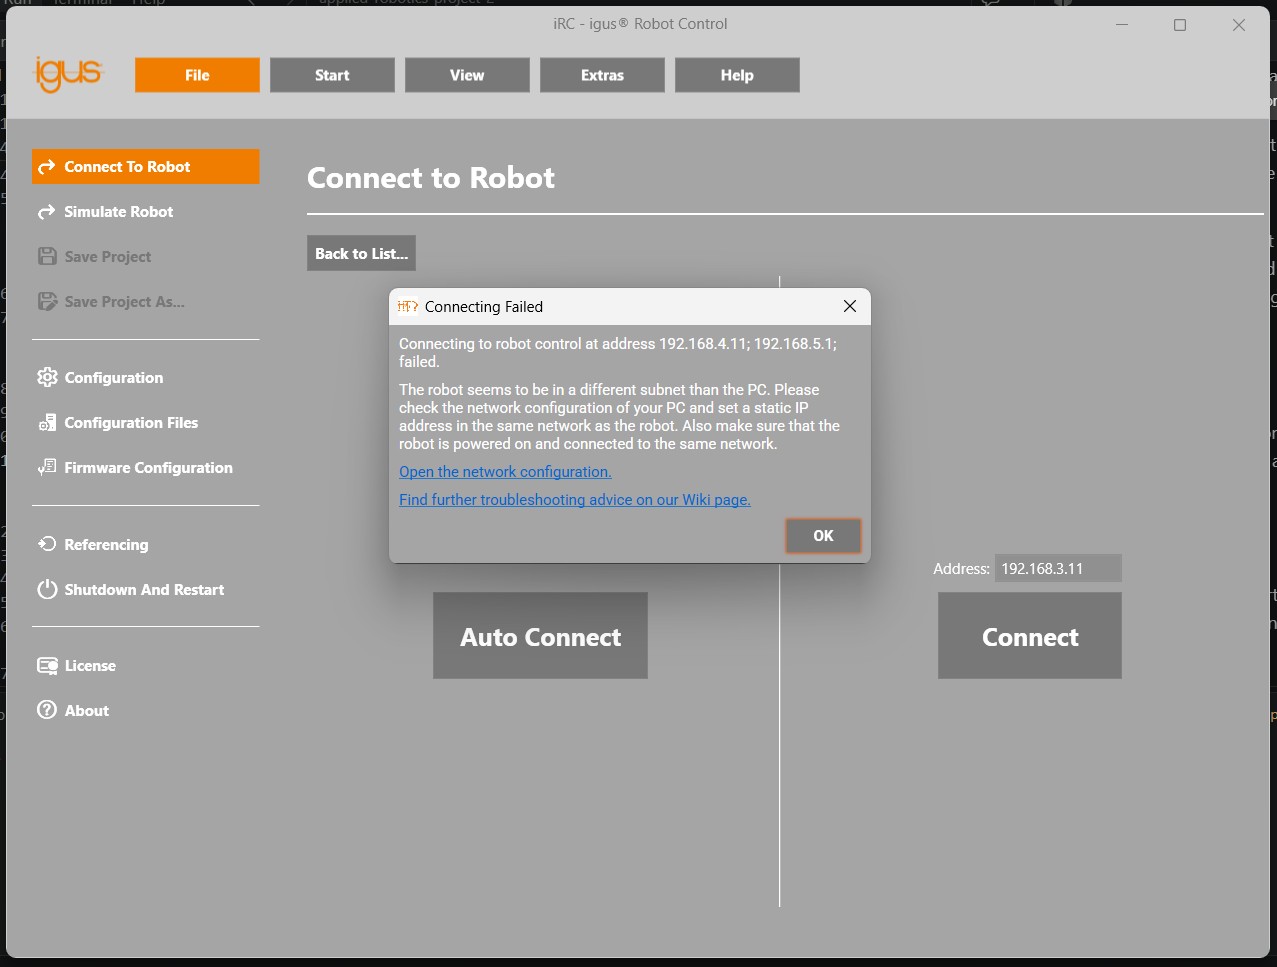 iRC - igus® Robot Control
igus
File
Start
View
Extras
Help
Connect To Robot
Simulate Robot
Save Project
Save Project As...
Configuration
Configuration Files
Firmware Configuration
Referencing
Shutdown And Restart
License
About
Connect to Robot
Back to List...
Connecting Failed
Connecting to robot control at address 192.168.4.11; 192.168.5.1;
failed.
The robot seems to be in a different subnet than the PC. Please
check the network configuration of your PC and set a static IP
address in the same network as the robot. Also make sure that the
robot is powered on and connected to the same network.
Open the network configuration.
Find further troubleshooting advice on our Wiki page.
OK
Auto Connect
Address: 192.168.3.11
Connect